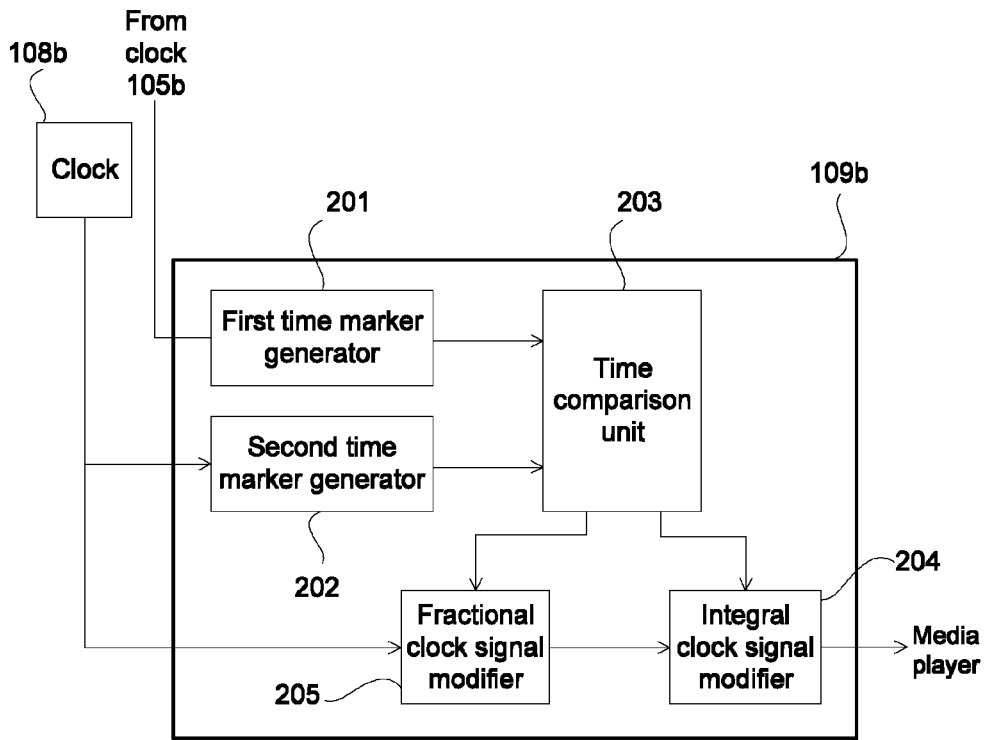 From
clock
105b
108b
Clock
109b
201
203
First time marker
generator
Time
comparison
unit
Second time
marker generator
202
204
Fractional
clock signal
modifier
Integral
clock signal
modifier
Media
player
205